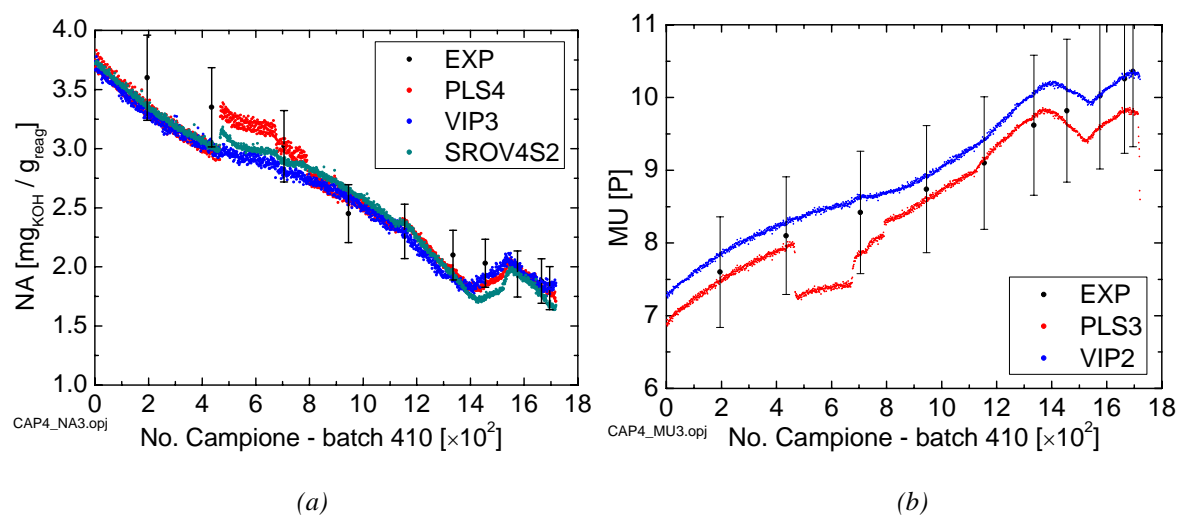 4.0
3.5
3.0
2.5
2.0
1.5
1.0
NA [mg_KOH / g_reag]
EXP
PLS4
VIP3
SROV4S2
0 2 4 6 8 10 12 14 16 18
CAP4_NA3.opj
No. Campione - batch 410 [×10²]
(a)
11
10
9
8
7
6
MU [P]
EXP
PLS3
VIP2
0 2 4 6 8 10 12 14 16 18
CAP4_MU3.opj
No. Campione - batch 410 [×10²]
(b)